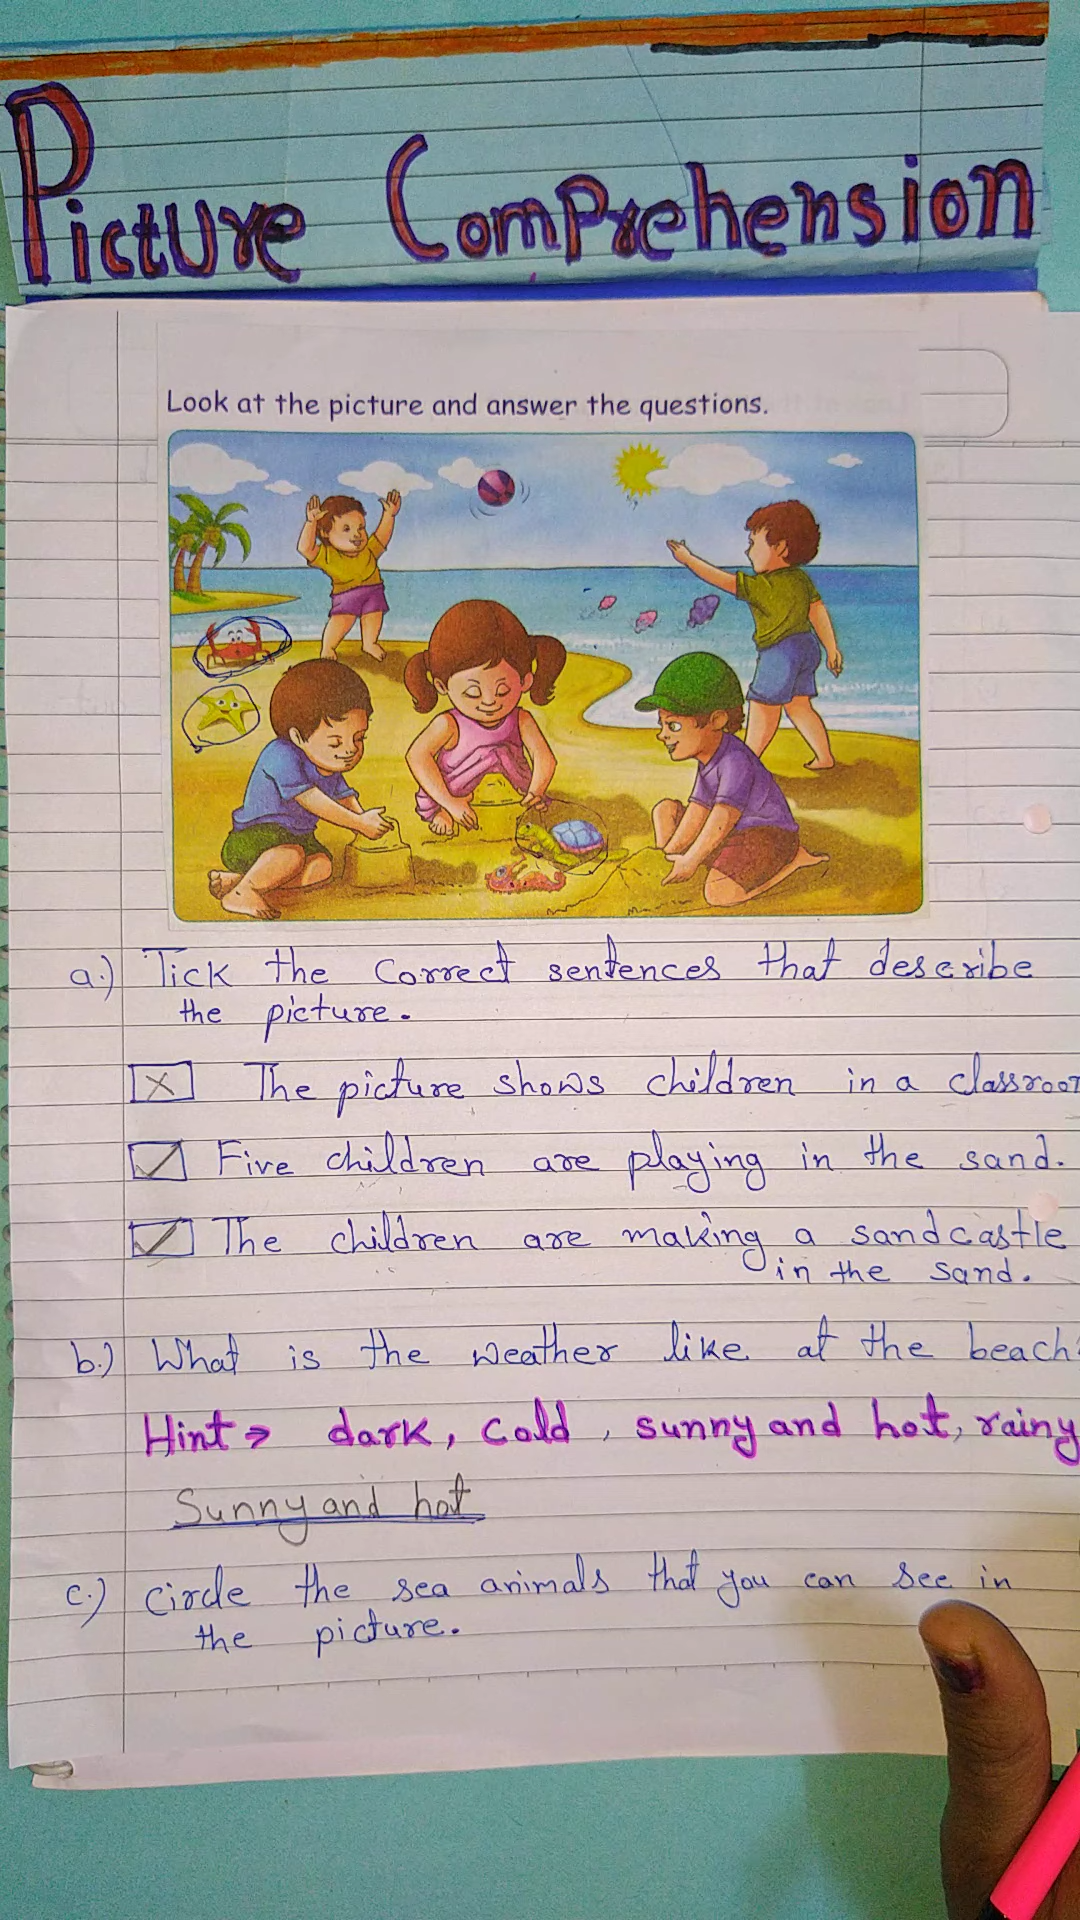 Picture Comprehension
Look at the picture and answer the questions.
a.) Tick the correct sentences that describe
the picture.
The picture shows children in a
Five children are playing in the sand.
The children are making a sandcastle
in the sand.
b.) What is the weather like at the beach
Hint → dark, cold, sunny and hot, rainy
Sunny and hot
c.) Circle the sea animals that you can see in
the picture.